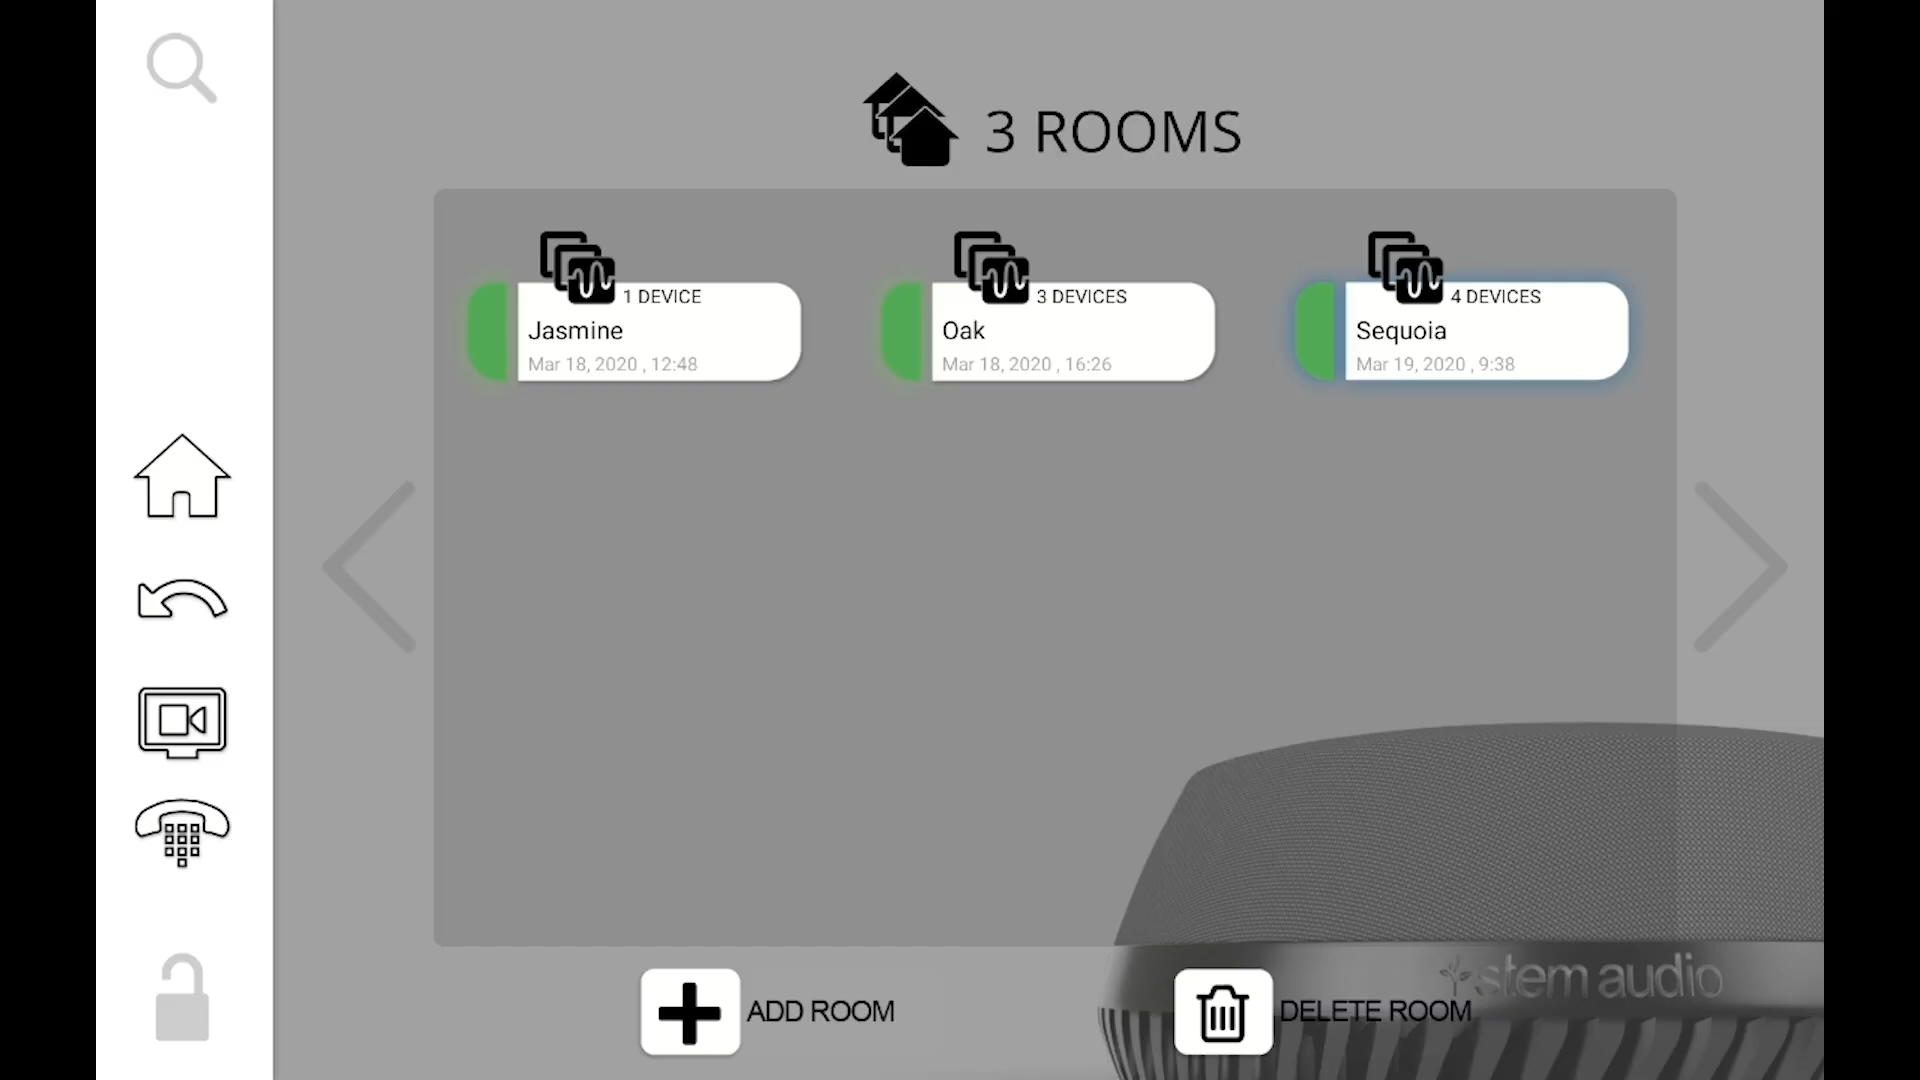 3 ROOMS
1 DEVICE
Jasmine
Mar 18, 2020 , 12:48
3 DEVICES
Oak
Mar 18, 2020 , 16:26
4 DEVICES
Sequoia
Mar 19, 2020 , 9:38
stem audio
ADD ROOM
DELETE ROOM